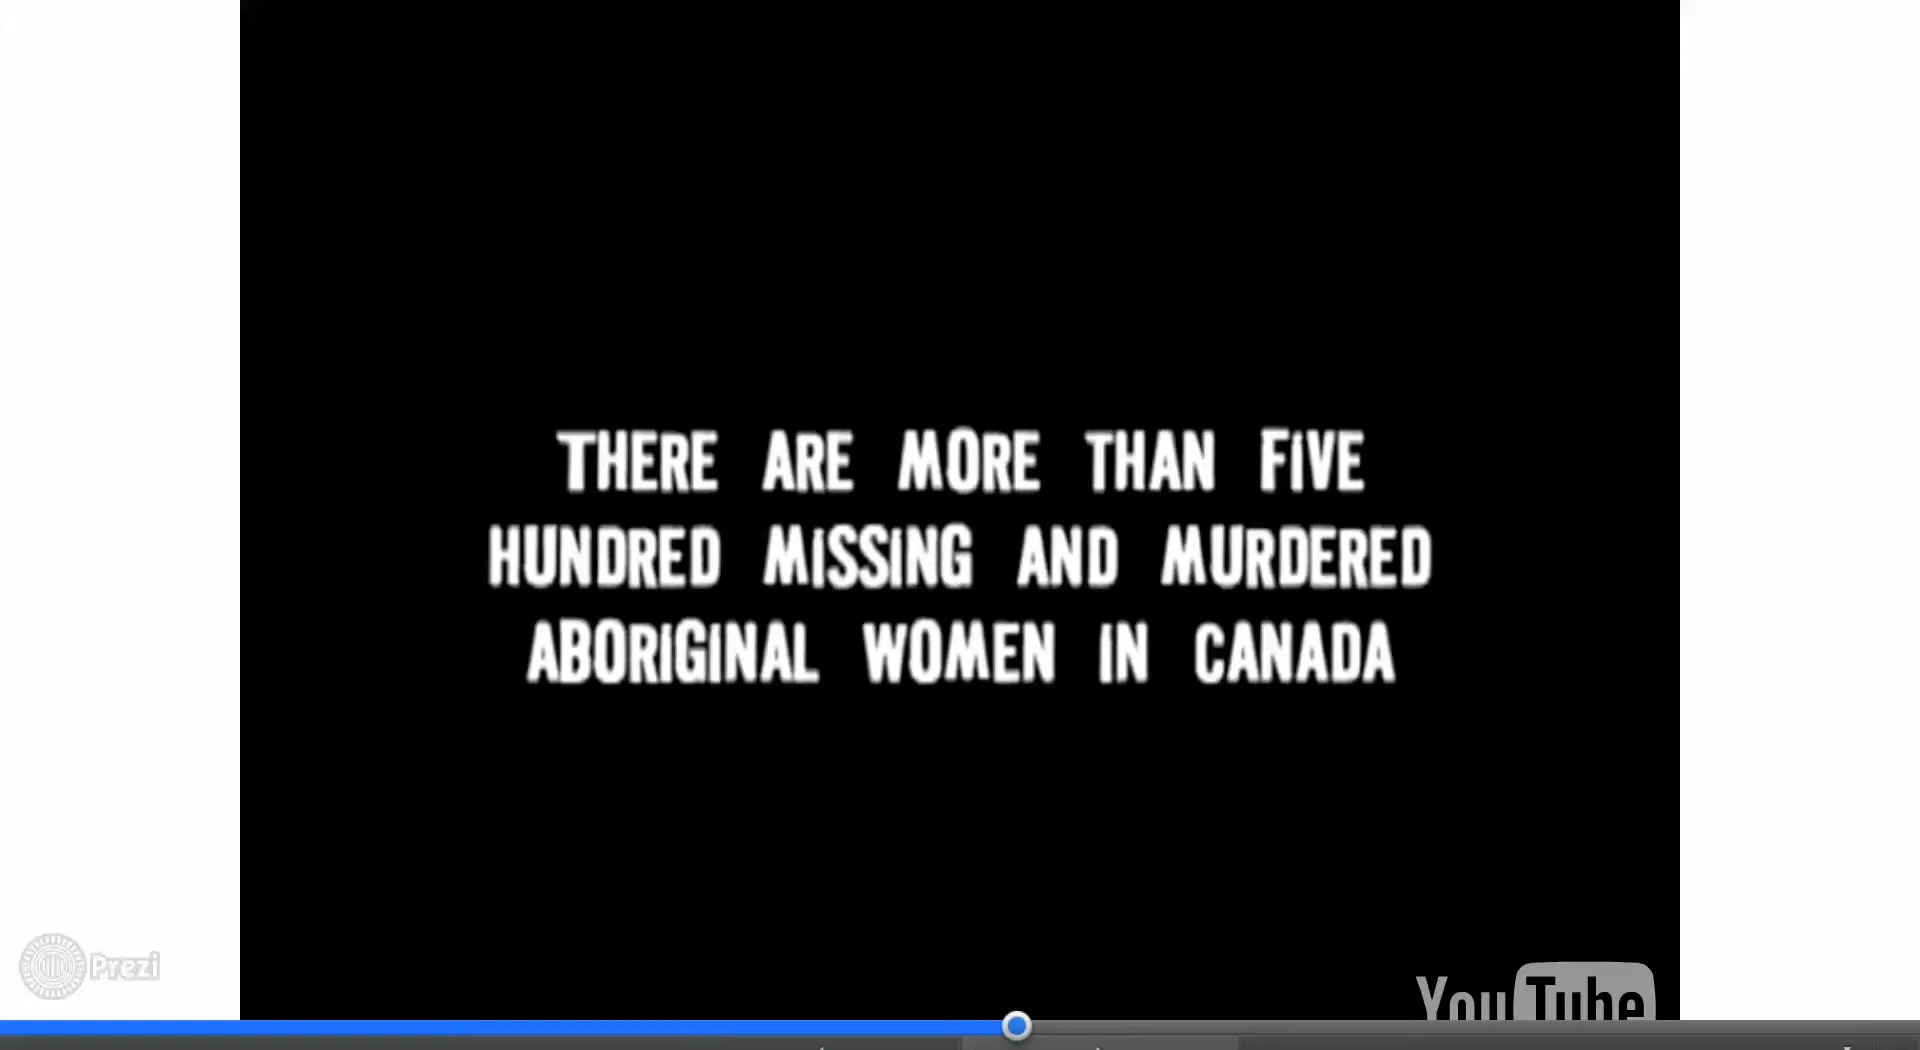 THERE ARE MORE THAN FIVE
HUNDRED MISSING AND MURDERED
ABORIGINAL WOMEN IN CANADA
Prezi
YouTube